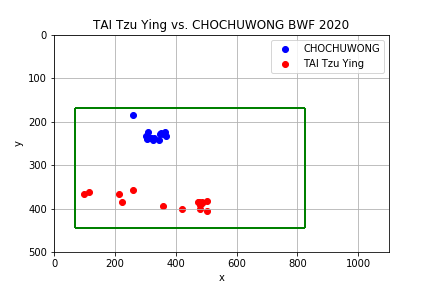 TAI Tzu Ying vs. CHOCHUWONG BWF 2020
CHOCHUWONG
TAI Tzu Ying
0
100
200
300
400
500
y
0 200 400 600 800 1000
x